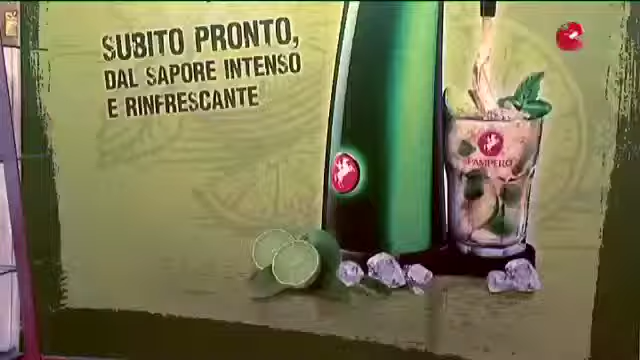 SUBITO PRONTO,
DAL SAPORE INTENSO
E RINFRESCANTE
PAMPERO